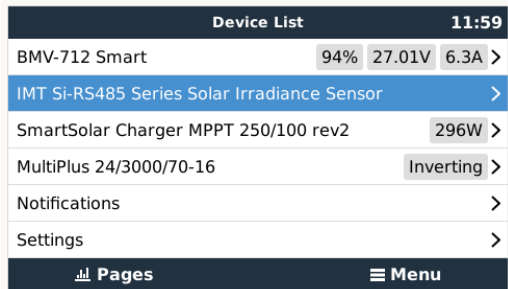 Device List 11:59
BMV-712 Smart 94% 27.01V 6.3A
IMT Si-RS485 Series Solar Irradiance Sensor
SmartSolar Charger MPPT 250/100 rev2 296W
MultiPlus 24/3000/70-16 Inverting
Notifications
Settings
Pages Menu